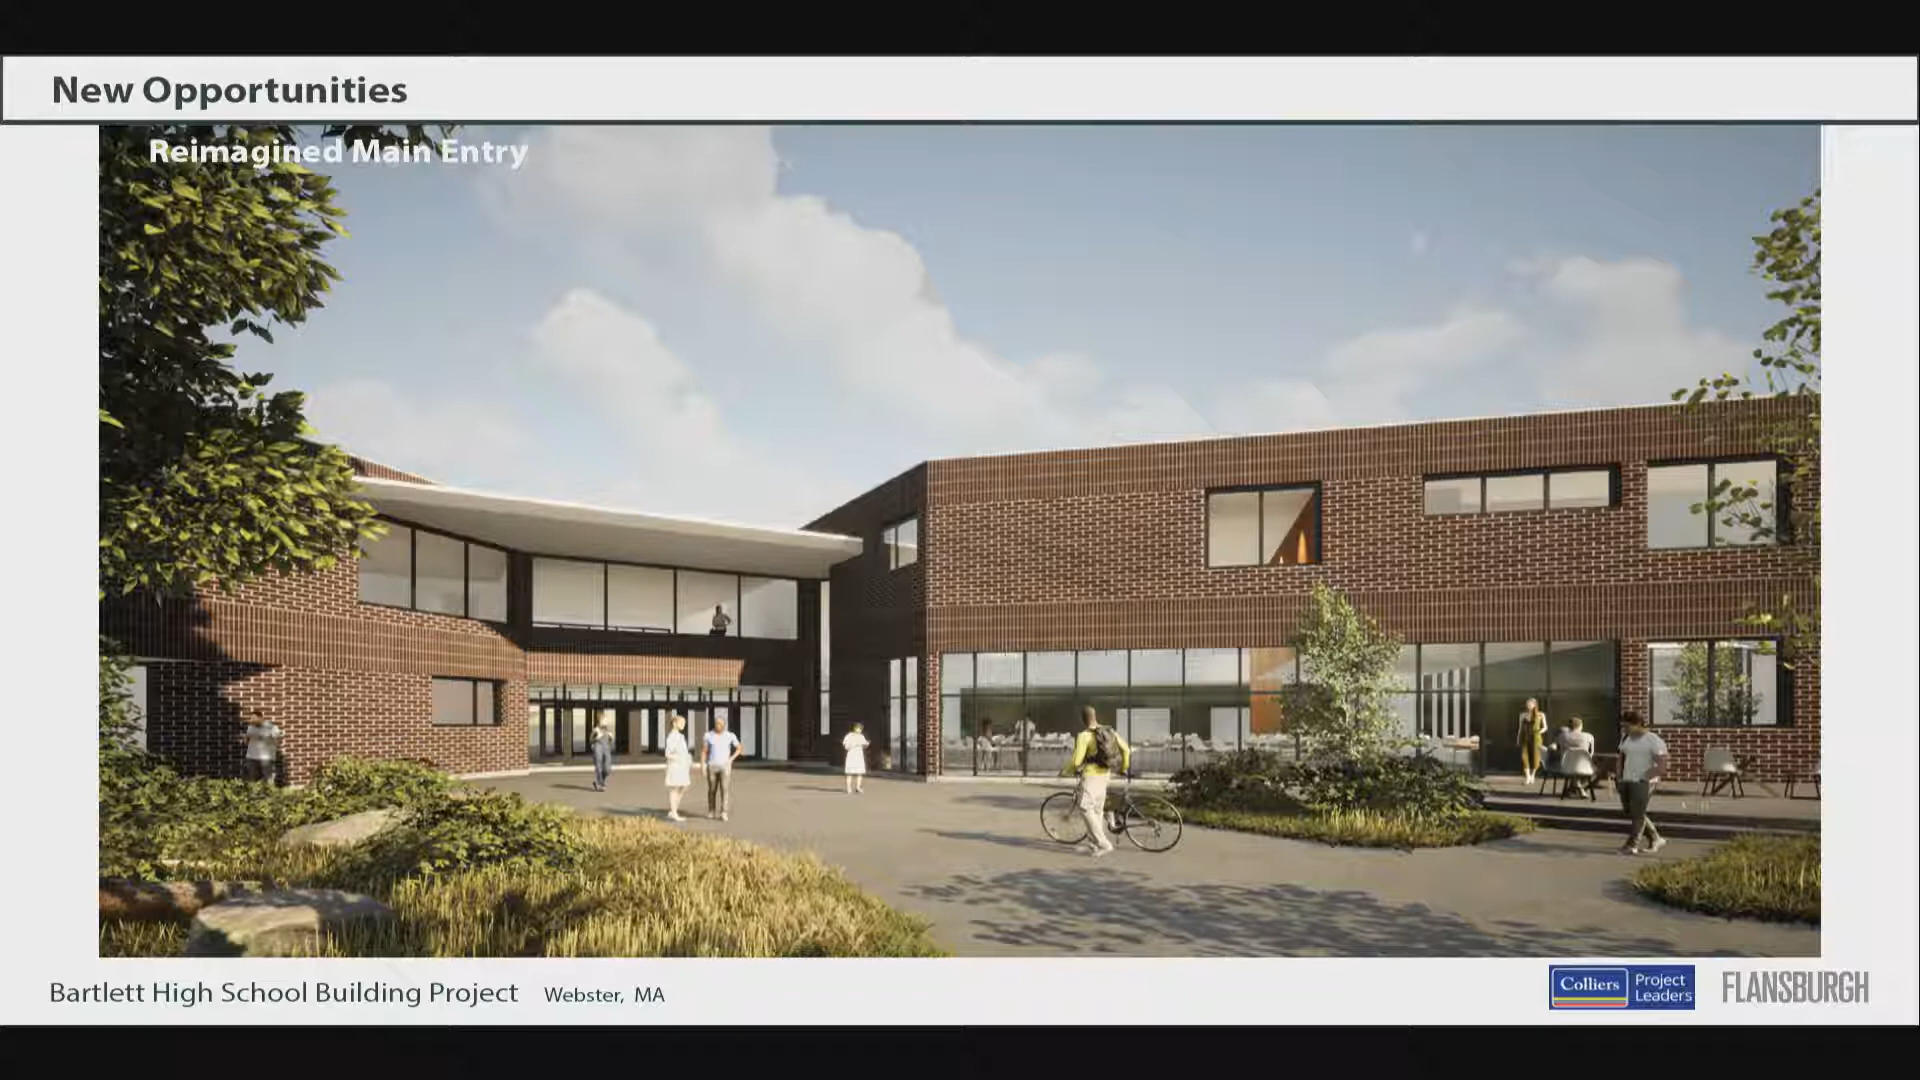 New Opportunities
Reimagined Main Entry
Bartlett High School Building Project Webster, MA
Colliers Project Leaders
FLANSBURGH